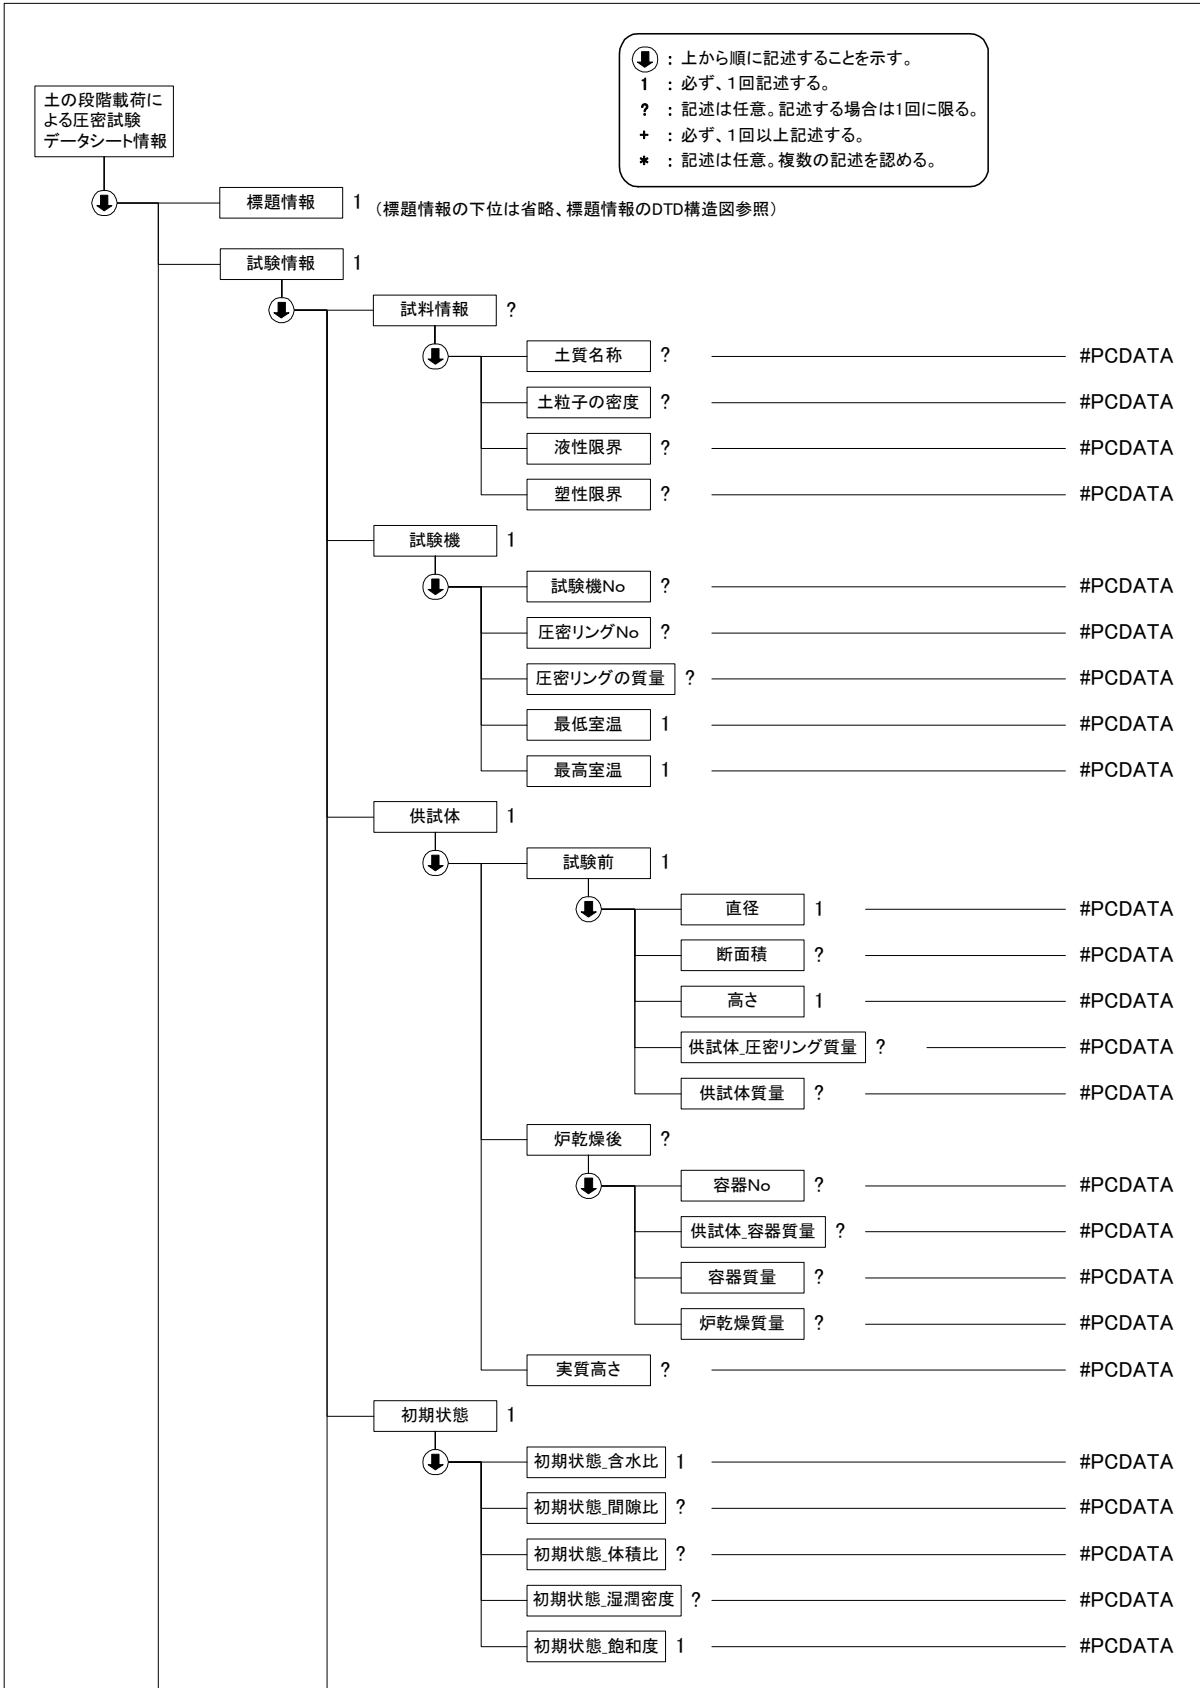 ： 上から順に記述することを示す。
1 ： 必ず、1回記述する。
? ： 記述は任意。記述する場合は1回に限る。
+ ： 必ず、1回以上記述する。
* ： 記述は任意。複数の記述を認める。
土の段階載荷に
よる圧密試験
データシート情報
標題情報 1 (標題情報の下位は省略、標題情報のDTD構造図参照)
試験情報 1
試料情報 ?
土質名称 ? #PCDATA
土粒子の密度 ? #PCDATA
液性限界 ? #PCDATA
塑性限界 ? #PCDATA
試験機 1
試験機No ? #PCDATA
圧密リングNo ? #PCDATA
圧密リングの質量 ? #PCDATA
最低室温 1 #PCDATA
最高室温 1 #PCDATA
供試体 1
試験前 1
直径 1 #PCDATA
断面積 ? #PCDATA
高さ 1 #PCDATA
供試体_圧密リング質量 ? #PCDATA
供試体質量 ? #PCDATA
炉乾燥後 ?
容器No ? #PCDATA
供試体_容器質量 ? #PCDATA
容器質量 ? #PCDATA
炉乾燥質量 ? #PCDATA
実質高さ ? #PCDATA
初期状態 1
初期状態_含水比 1 #PCDATA
初期状態_間隙比 ? #PCDATA
初期状態_体積比 ? #PCDATA
初期状態_湿潤密度 ? #PCDATA
初期状態_飽和度 1 #PCDATA